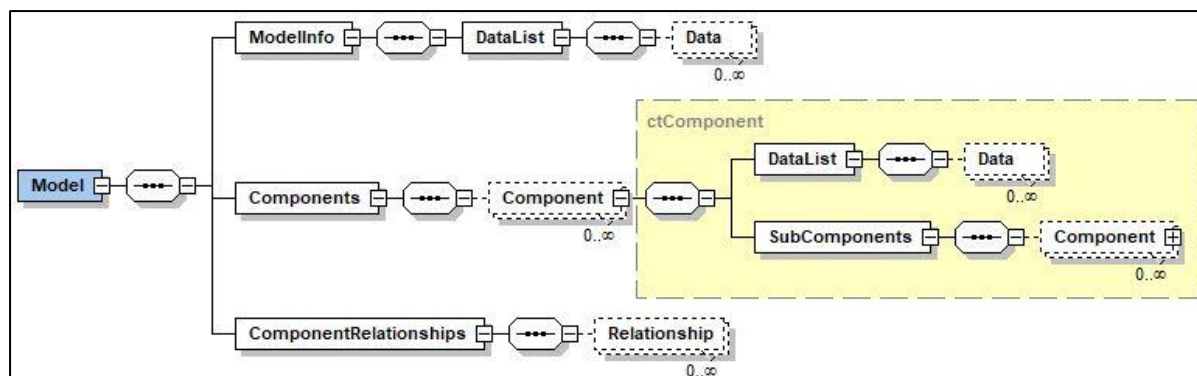 ModelInfo
DataList
Data
0..∞
ctComponent
DataList
Data
0..∞
Model
Components
Component
0..∞
SubComponents
Component
0..∞
ComponentRelationships
Relationship
0..∞